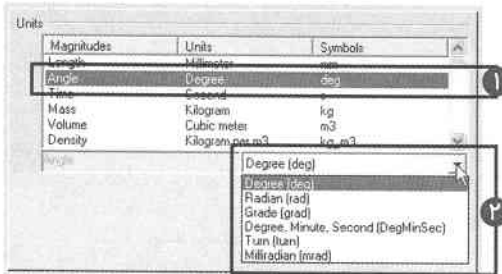 Units
Magnitudes Units Symbols
Length Millimeter mm
Angle Degree deg
Time Second s
Mass Kilogram kg
Volume Cubic meter m3
Density Kilogram per m3 kg_m3
Angle Degree (deg)
Degree (deg)
Radian (rad)
Grade (grad)
Degree, Minute, Second (DegMinSec)
Turn (turn)
Milliradian (mrad)
۱
۲